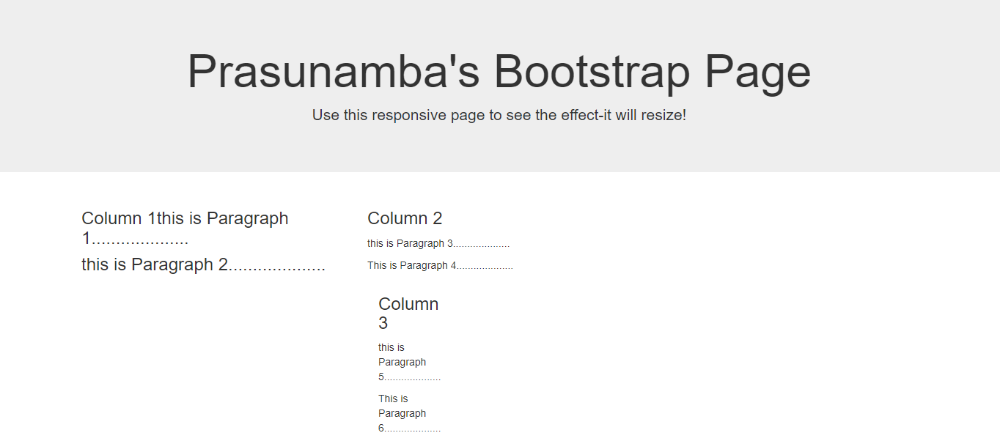 Prasunamba's Bootstrap Page
Use this responsive page to see the effect-it will resize!
Column 1this is Paragraph
1....................
this is Paragraph 2....................
Column 2
this is Paragraph 3....................
This is Paragraph 4....................
Column
3
this is
Paragraph
5....................
This is
Paragraph
6....................